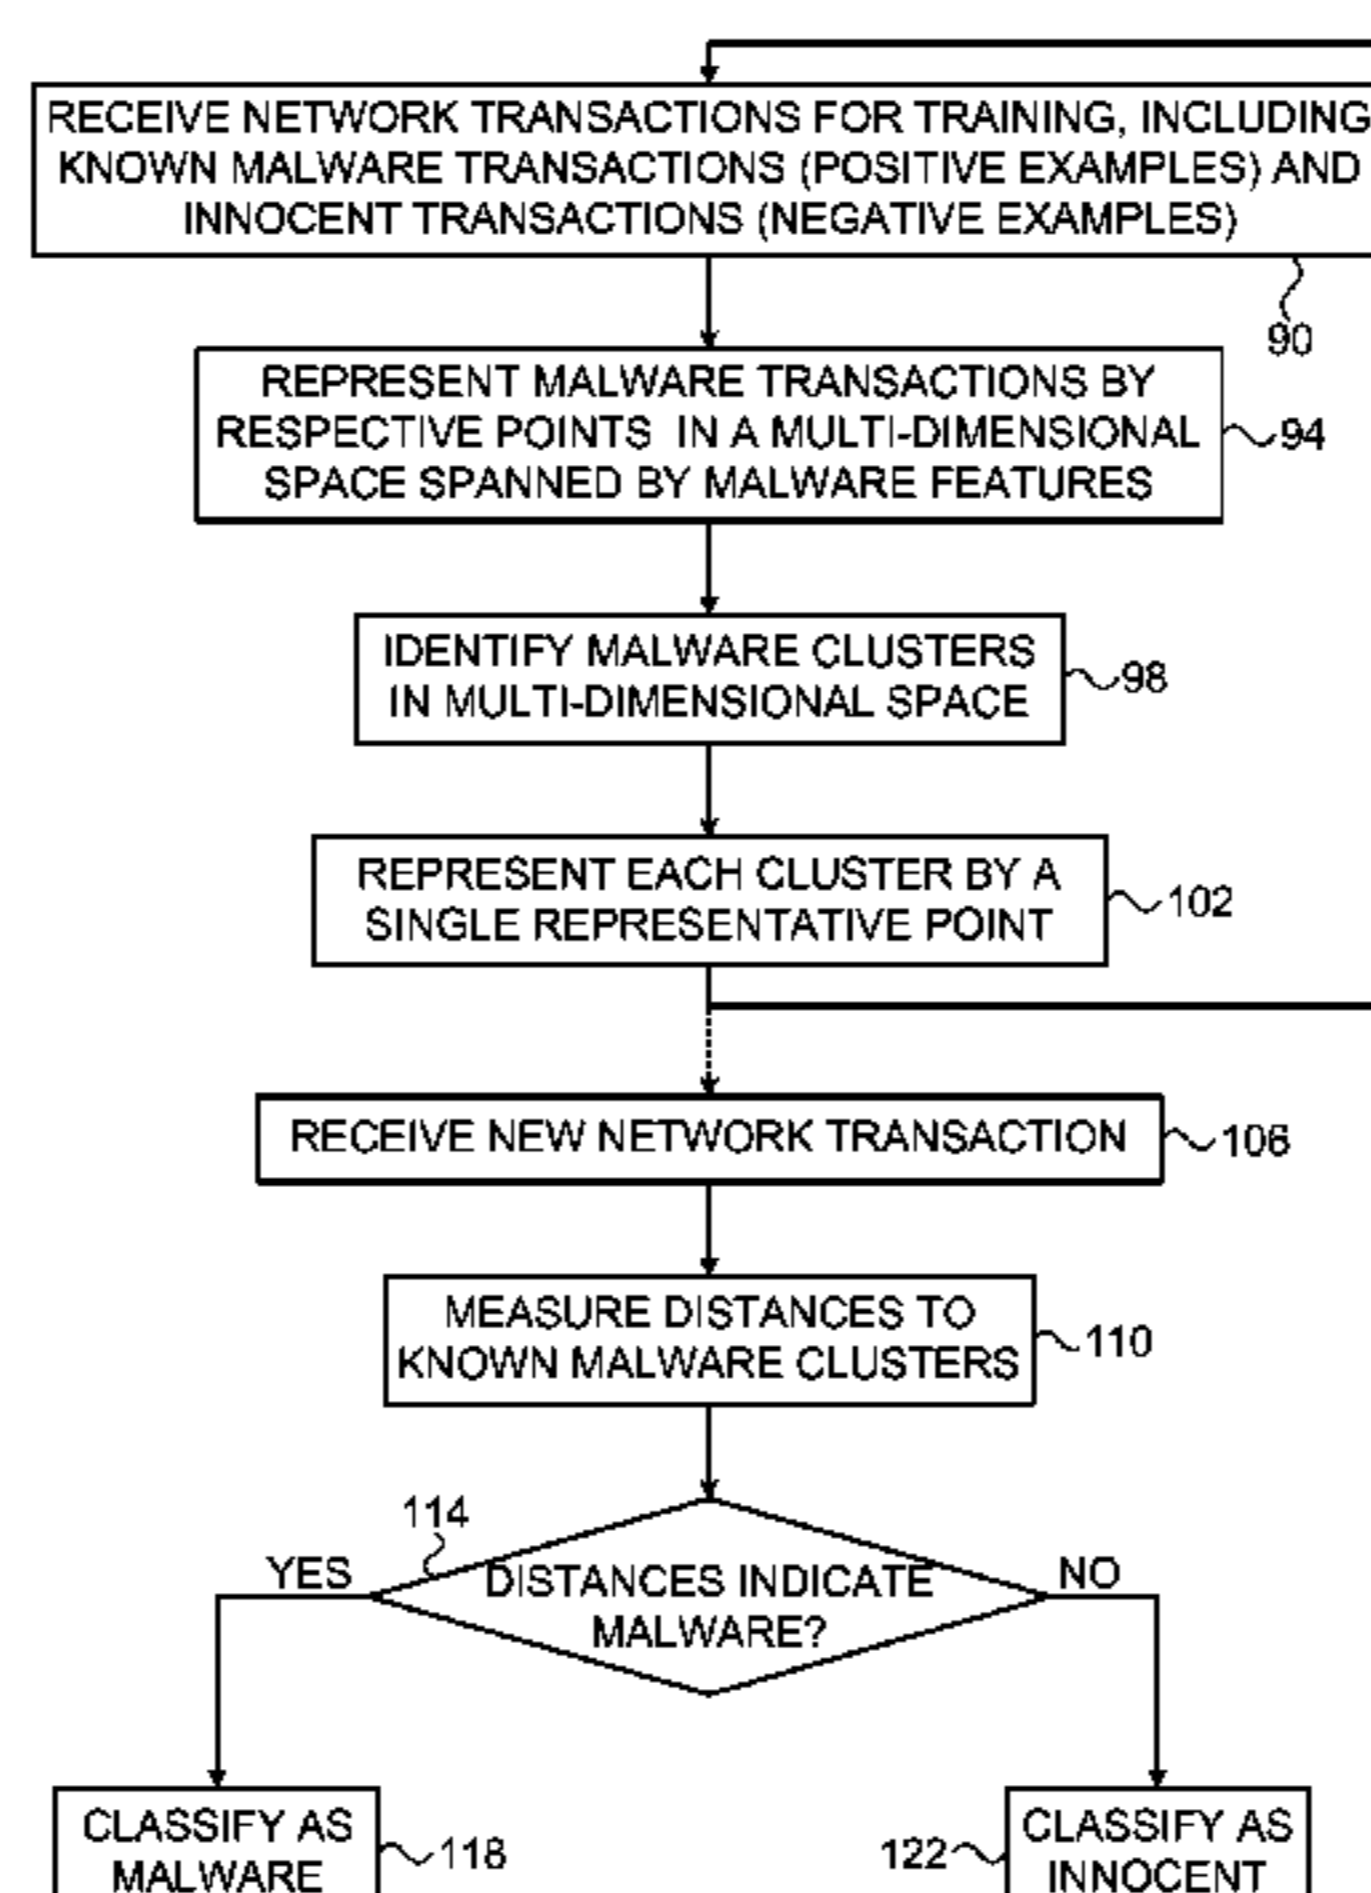 RECEIVE NETWORK TRANSACTIONS FOR TRAINING, INCLUDING
KNOWN MALWARE TRANSACTIONS (POSITIVE EXAMPLES) AND
INNOCENT TRANSACTIONS (NEGATIVE EXAMPLES)
90
REPRESENT MALWARE TRANSACTIONS BY
RESPECTIVE POINTS IN A MULTI-DIMENSIONAL
SPACE SPANNED BY MALWARE FEATURES
94
IDENTIFY MALWARE CLUSTERS
IN MULTI-DIMENSIONAL SPACE
98
REPRESENT EACH CLUSTER BY A
SINGLE REPRESENTATIVE POINT
102
RECEIVE NEW NETWORK TRANSACTION
106
MEASURE DISTANCES TO
KNOWN MALWARE CLUSTERS
110
114
YES
DISTANCES INDICATE
MALWARE?
NO
CLASSIFY AS
MALWARE
118
122
CLASSIFY AS
INNOCENT